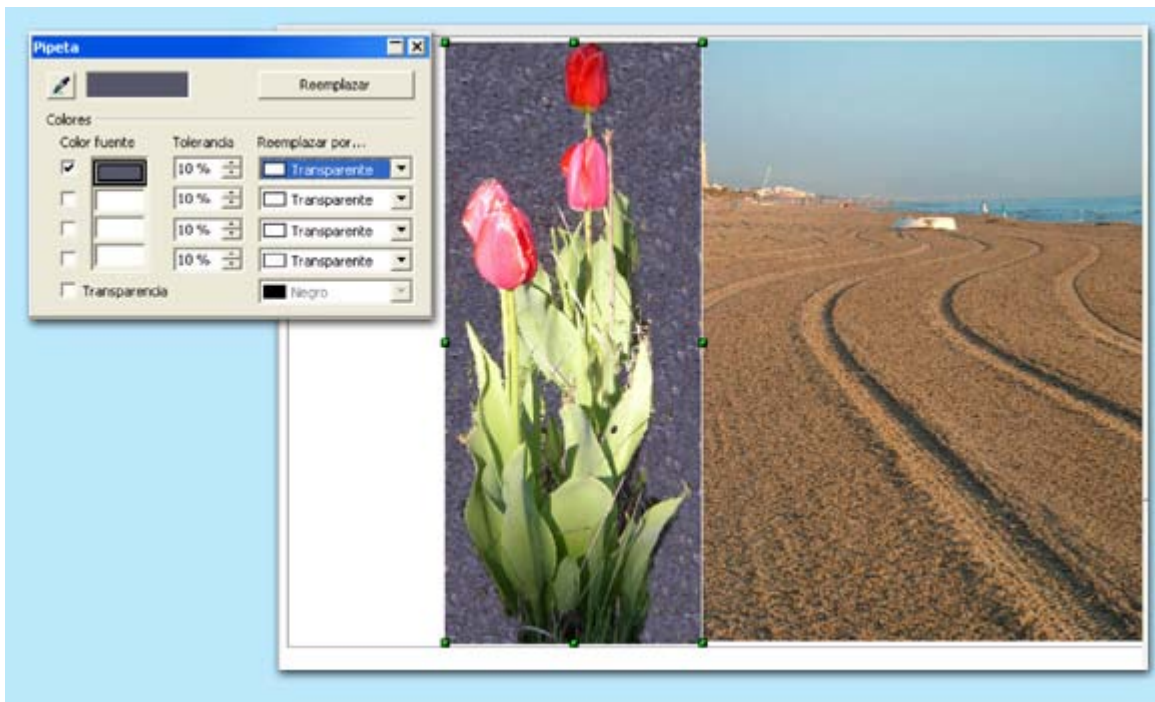 Pipeta
Reemplazar
Colores
Color fuente Tolerancia Reemplazar por...
10 % Transparente
10 % Transparente
10 % Transparente
10 % Transparente
Transparencia Negro